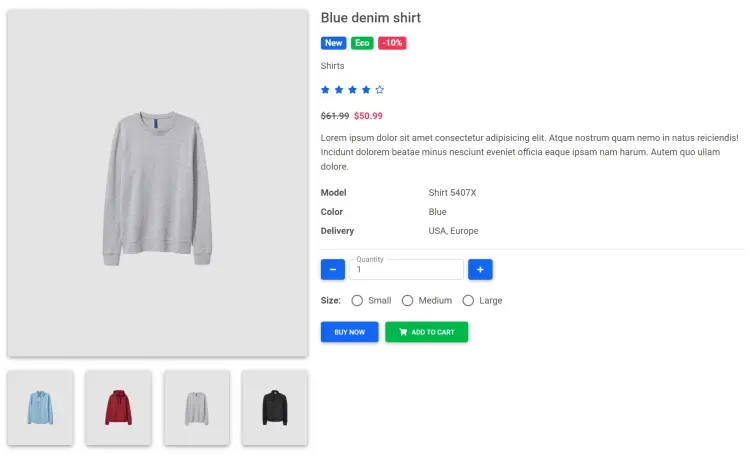 Blue denim shirt
New Eco -10%
Shirts
$61.99 $50.99
Lorem ipsum dolor sit amet consectetur adipisicing elit. Atque nostrum quam nemo in natus reiciendis!
Incidunt dolorem beatae minus nesciunt eveniet officia eaque ipsam nam harum. Autem quo ullam
dolore.
Model Shirt 5407X
Color Blue
Delivery USA, Europe
Quantity
− 1 +
Size: Small Medium Large
BUY NOW ADD TO CART